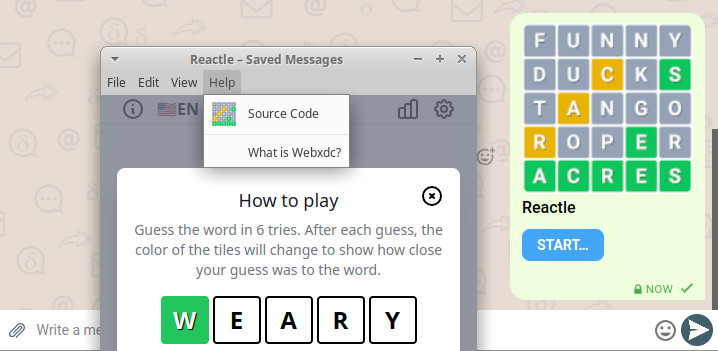 Reactle – Saved Messages
File Edit View Help
Source Code
What is Webxdc?
EN
How to play
Guess the word in 6 tries. After each guess, the
color of the tiles will change to show how close
your guess was to the word.
W E A R Y
Write a me
F U N N Y
D U C K S
T A N G O
R O P E R
A C R E S
Reactle
START...
NOW